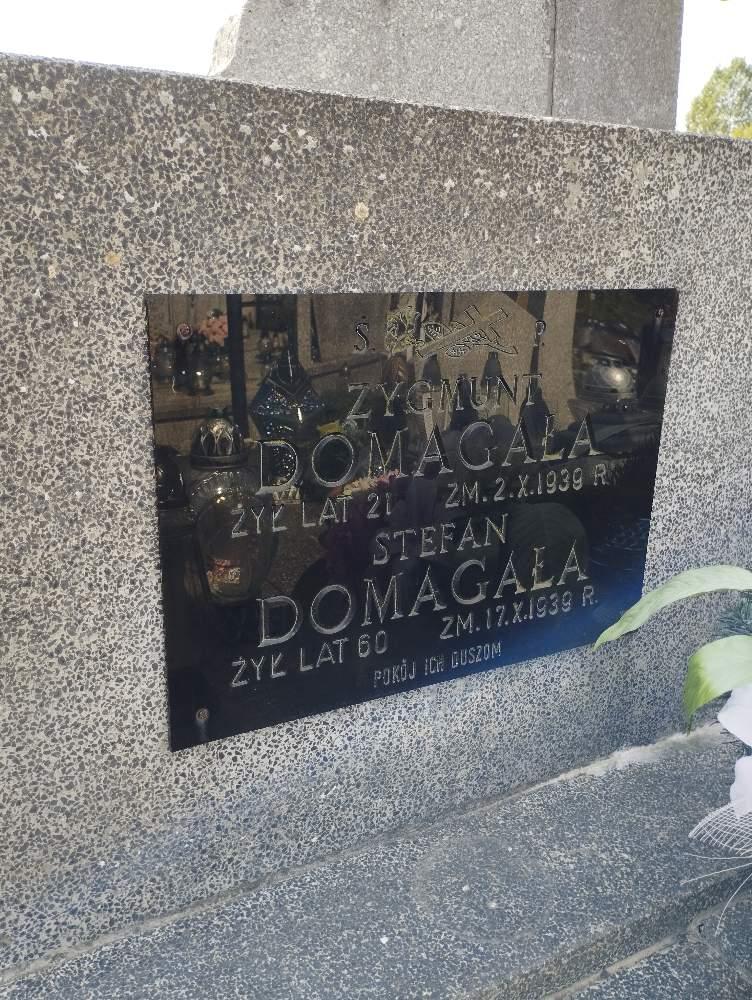 Ś P
ZYGMUNT
DOMAGAŁA
ŻYŁ LAT 21 ZM. 2.X.1939 R.
STEFAN
DOMAGAŁA
ŻYŁ LAT 60 ZM. 17.X.1939 R.
POKÓJ ICH DUSZOM